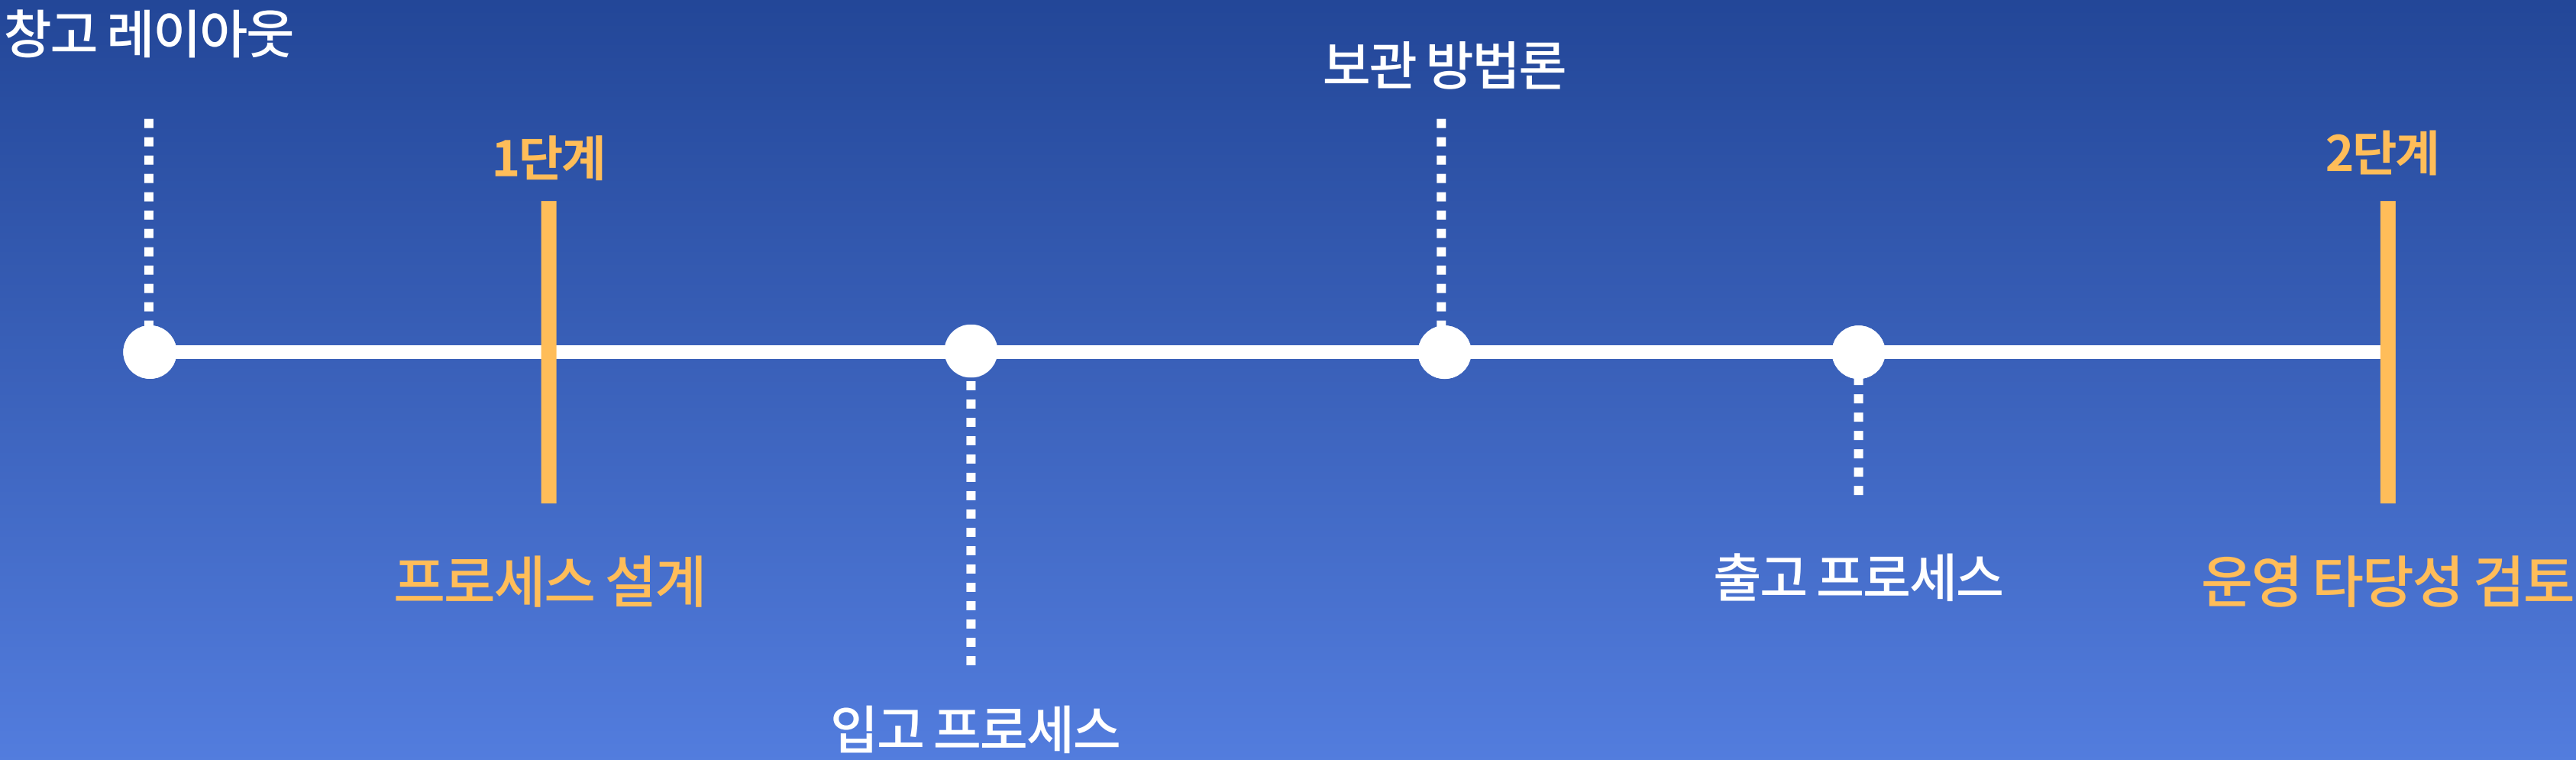 창고 레이아웃
1단계
프로세스 설계
입고 프로세스
보관 방법론
출고 프로세스
2단계
운영 타당성 검토